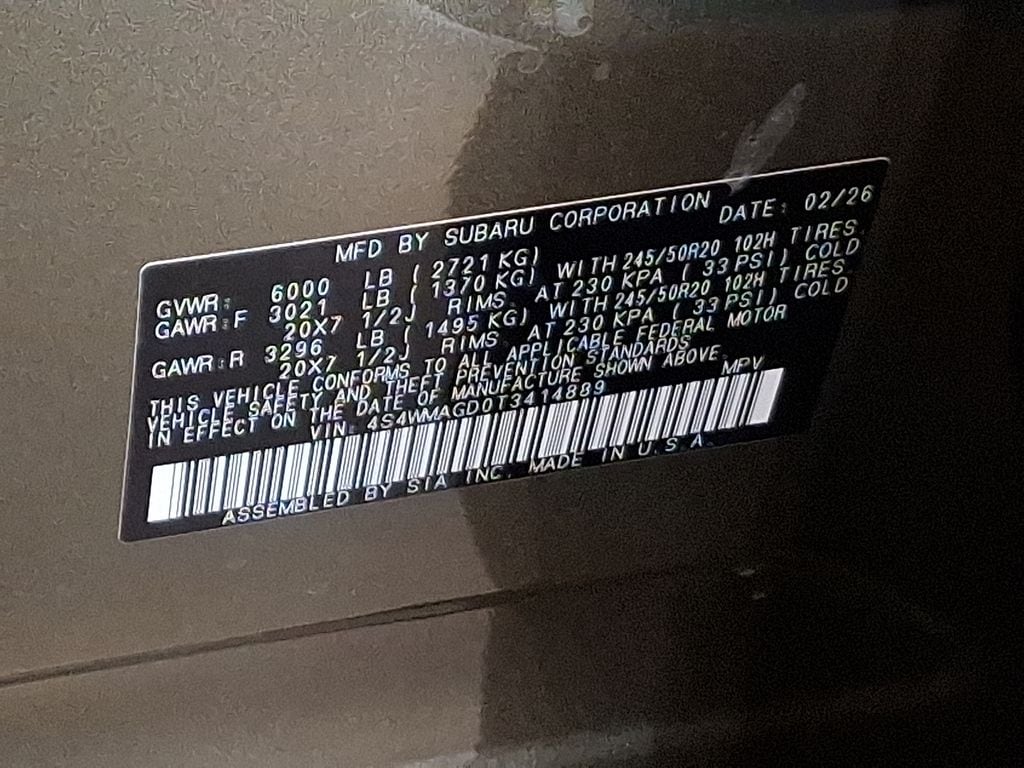 MFD BY SUBARU CORPORATION DATE: 02/26
GVWR: 6000 LB ( 2721 KG)
GAWR:F 3021 LB ( 1370 KG) WITH 245/50R20 102H TIRES.
20X7 1/2J RIMS. AT 230 KPA ( 33 PSI) COLD
GAWR:R 3296 LB ( 1495 KG) WITH 245/50R20 102H TIRES.
20X7 1/2J RIMS. AT 230 KPA ( 33 PSI) COLD
THIS VEHICLE CONFORMS TO ALL APPLICABLE FEDERAL MOTOR
VEHICLE SAFETY AND THEFT PREVENTION STANDARDS
IN EFFECT ON THE DATE OF MANUFACTURE SHOWN ABOVE.
VIN: 4S4WMAGD0T3414889 MPV
ASSEMBLED BY SIA INC. MADE IN U.S.A.